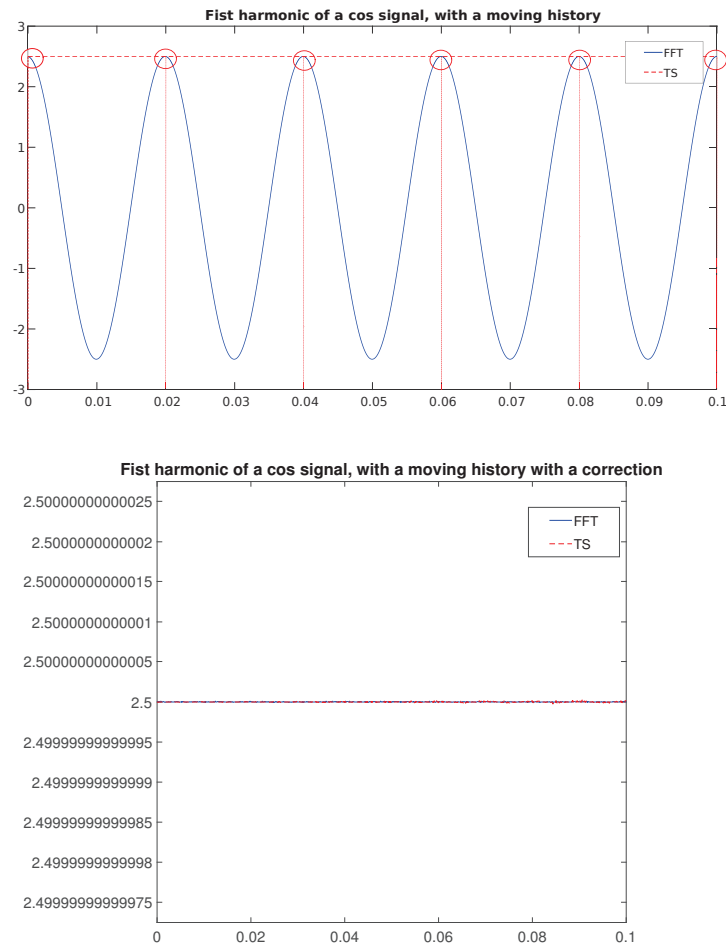 Fist harmonic of a cos signal, with a moving history
3
2
1
0
-1
-2
-3
FFT
TS
0 0.01 0.02 0.03 0.04 0.05 0.06 0.07 0.08 0.09 0.1
Fist harmonic of a cos signal, with a moving history with a correction
2.50000000000025
2.5000000000002
2.50000000000015
2.5000000000001
2.50000000000005
2.5
2.49999999999995
2.4999999999999
2.49999999999985
2.4999999999998
2.49999999999975
FFT
TS
0 0.02 0.04 0.06 0.08 0.1